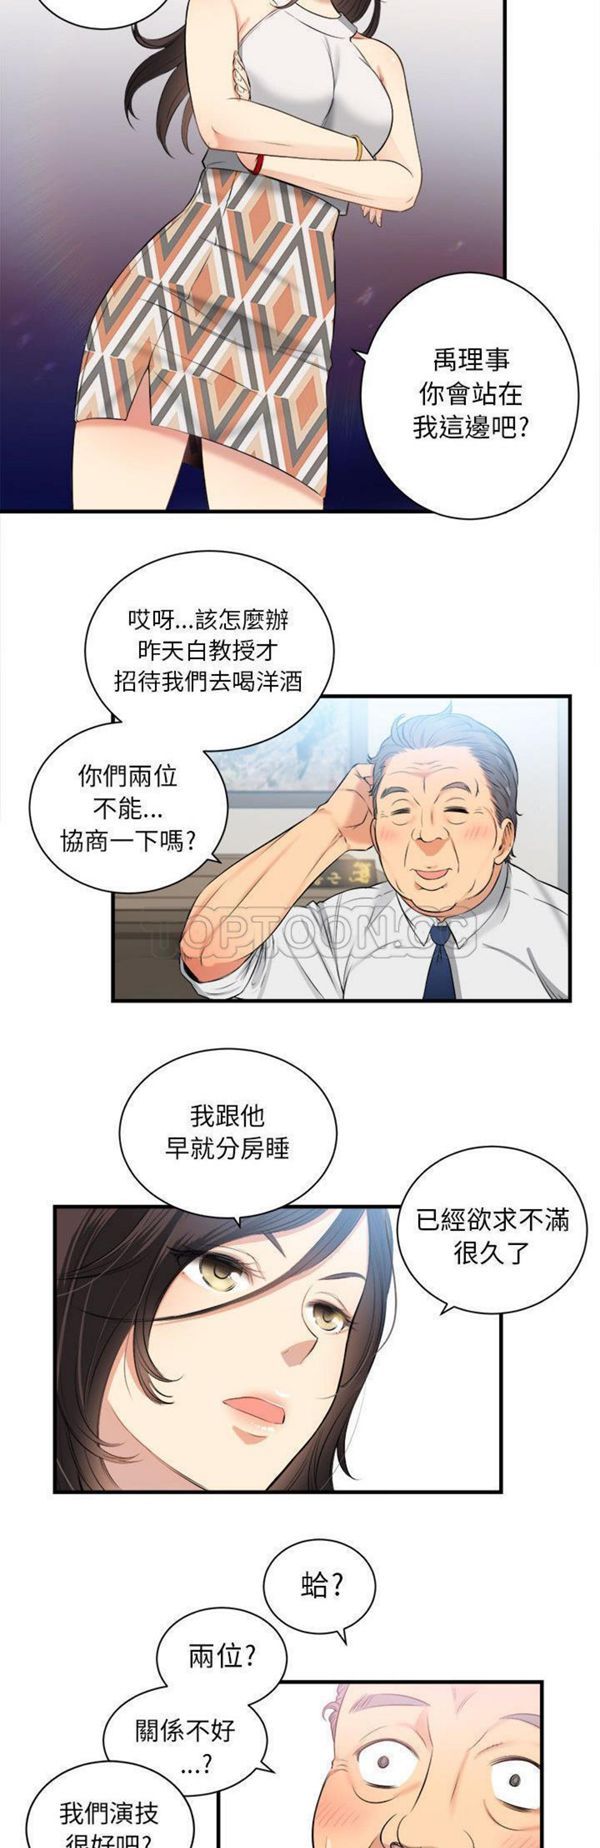 禹理事
你會站在
我這邊吧?
哎呀...該怎麼辦
昨天白教授才
招待我們去喝洋酒
你們兩位
不能...
協商一下嗎?
TOPTOON.CC
我跟他
早就分房睡
已經欲求不滿
很久了
蛤?
兩位?
關係不好
...?
我們演技
很好吧?